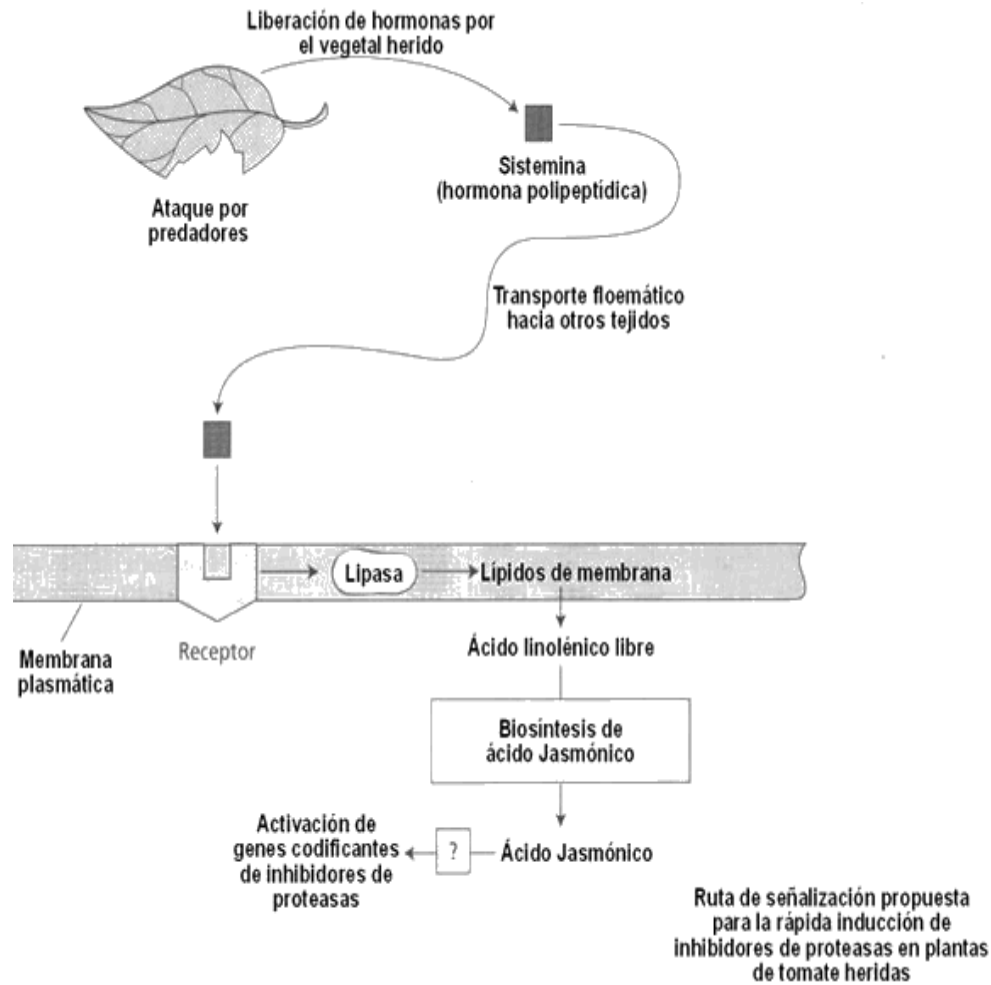 Liberación de hormonas por
el vegetal herido
Sistemina
(hormona polipeptídica)
Ataque por
predadores
Transporte floemático
hacia otros tejidos
Lipasa
Lípidos de membrana
Receptor
Membrana
plasmática
Ácido linolénico libre
Biosíntesis de
ácido Jasmónico
Activación de
genes codificantes
de inhibidores de
proteasas
?
Ácido Jasmónico
Ruta de señalización propuesta
para la rápida inducción de
inhibidores de proteasas en plantas
de tomate heridas